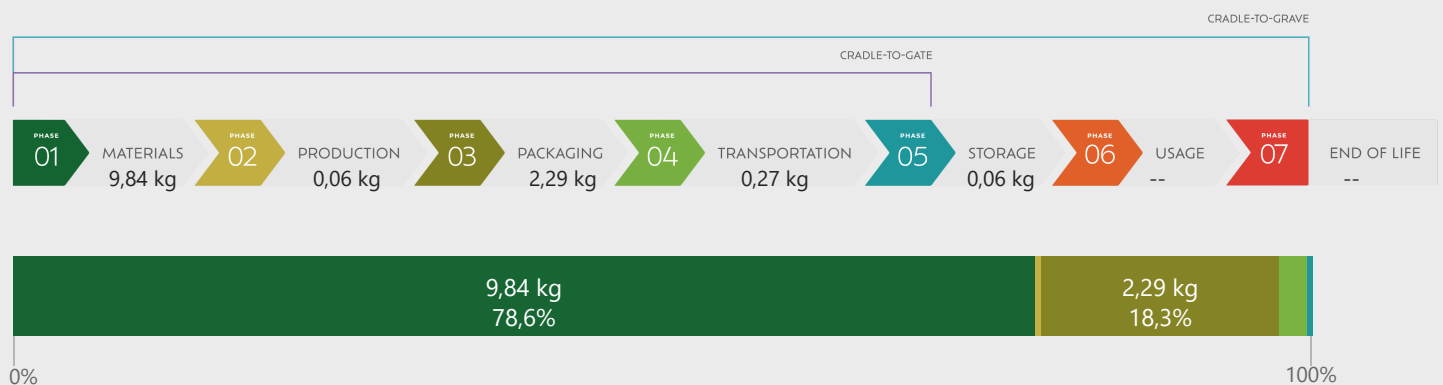 CRADLE-TO-GRAVE
CRADLE-TO-GATE
PHASE
01
MATERIALS
9,84 kg
PHASE
02
PRODUCTION
0,06 kg
PHASE
03
PACKAGING
2,29 kg
PHASE
04
TRANSPORTATION
0,27 kg
PHASE
05
STORAGE
0,06 kg
PHASE
06
USAGE
--
PHASE
07
END OF LIFE
--
9,84 kg
78,6%
2,29 kg
18,3%
0%
100%